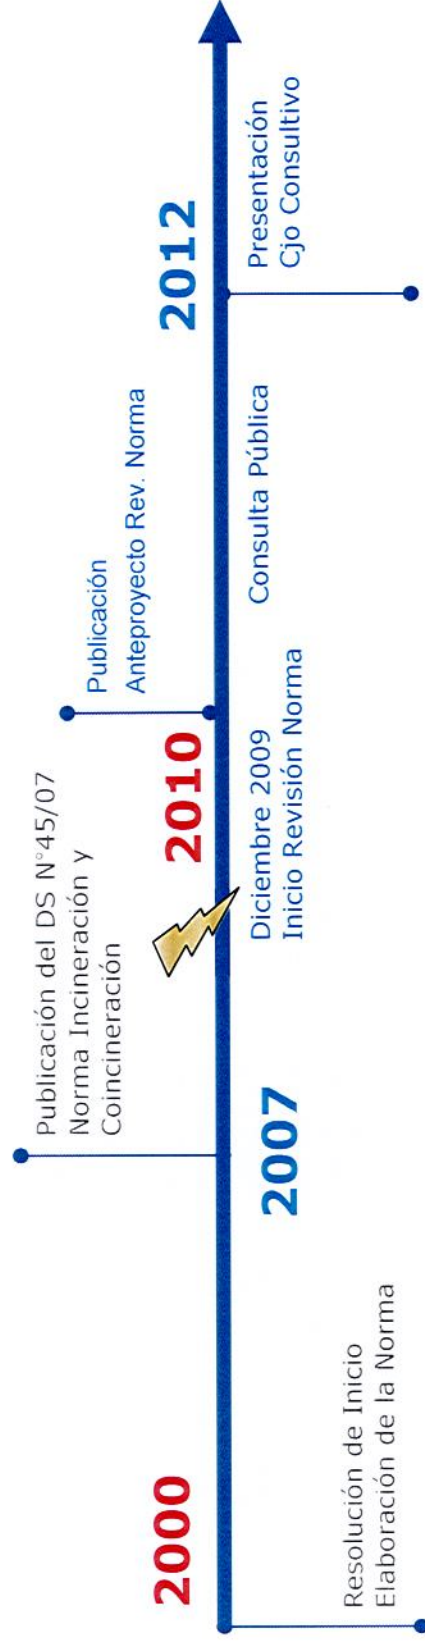 2000
Resolución de Inicio
Elaboración de la Norma
Publicación del DS N°45/07
Norma Incineración y
Coincineración
2007
2010
Diciembre 2009
Inicio Revisión Norma
Publicación
Anteproyecto Rev. Norma
Consulta Pública
2012
Presentación
Cjo Consultivo